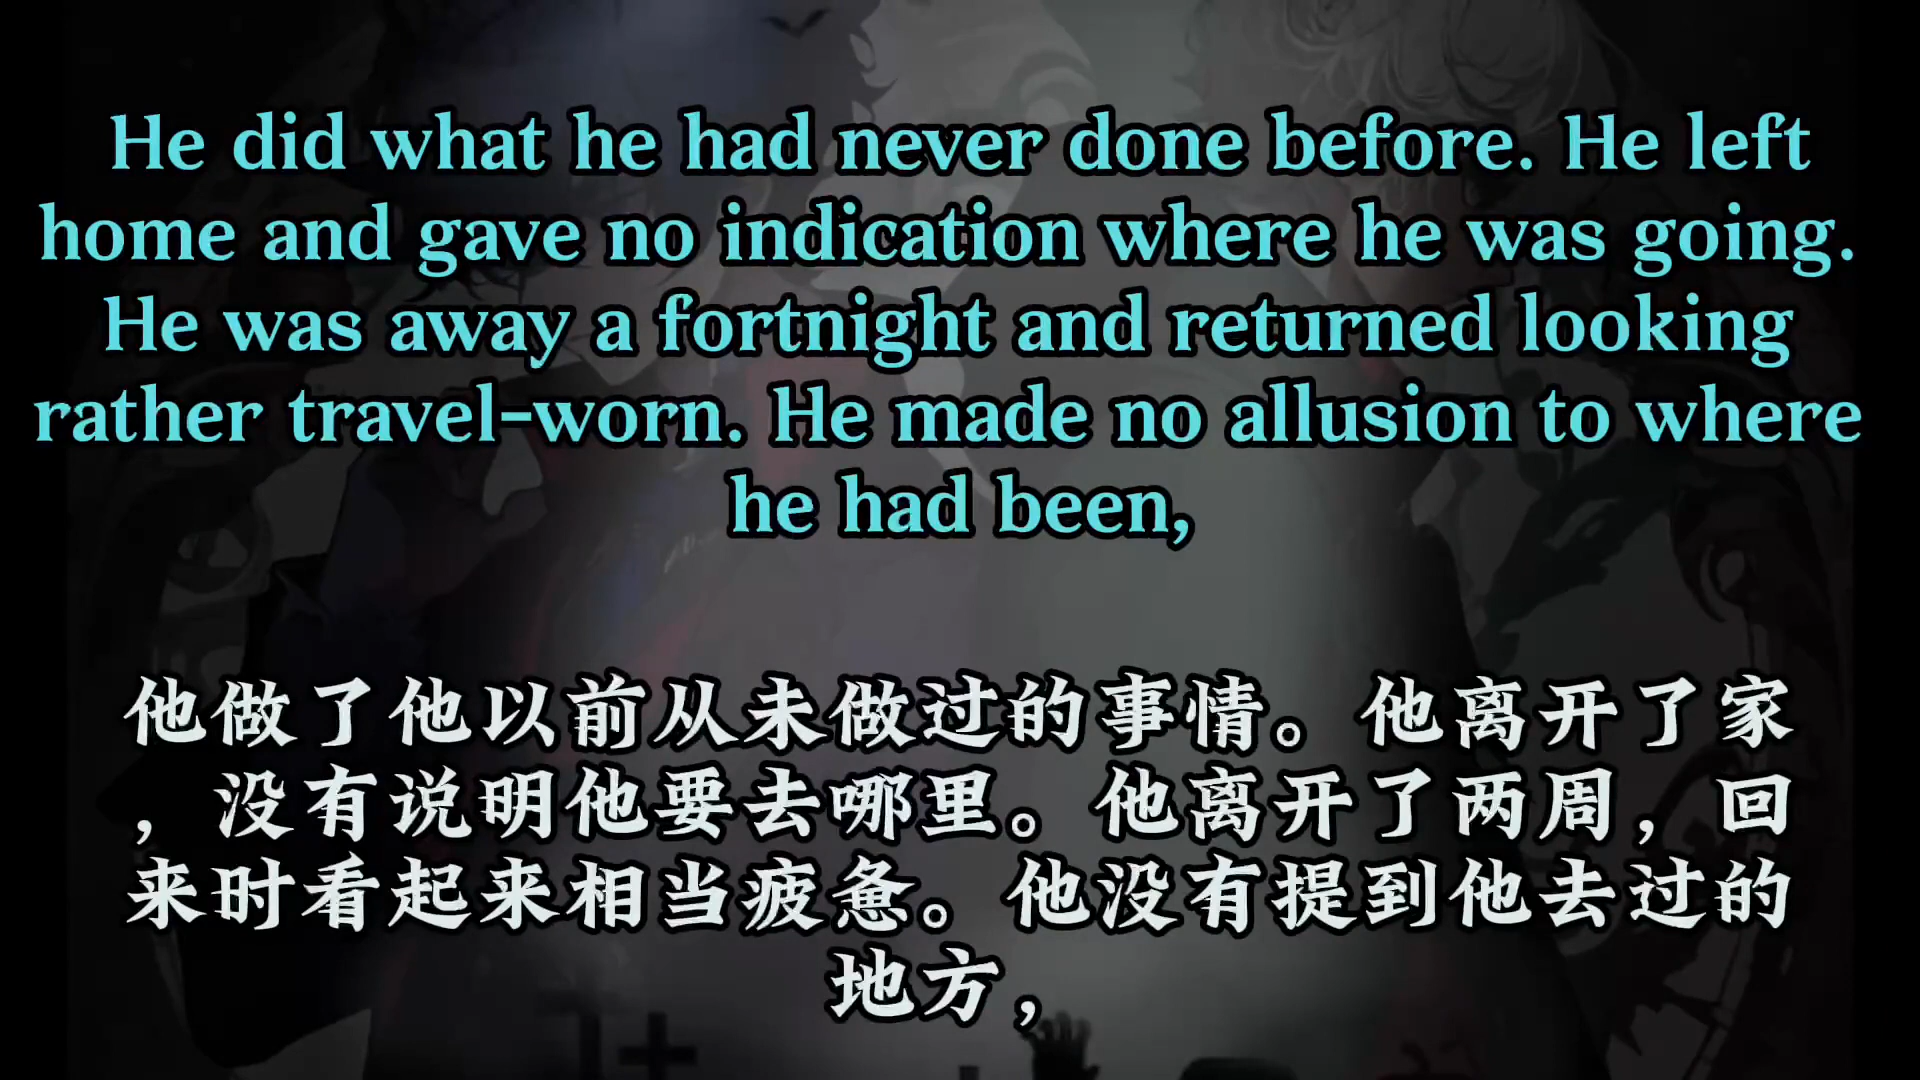 He did what he had never done before. He left
home and gave no indication where he was going.
He was away a fortnight and returned looking
rather travel-worn. He made no allusion to where
he had been,
他做了他以前从未做过的事情。他离开了家
，没有说明他要去哪里。他离开了两周，回
来时看起来相当疲惫。他没有提到他去过的
地方，